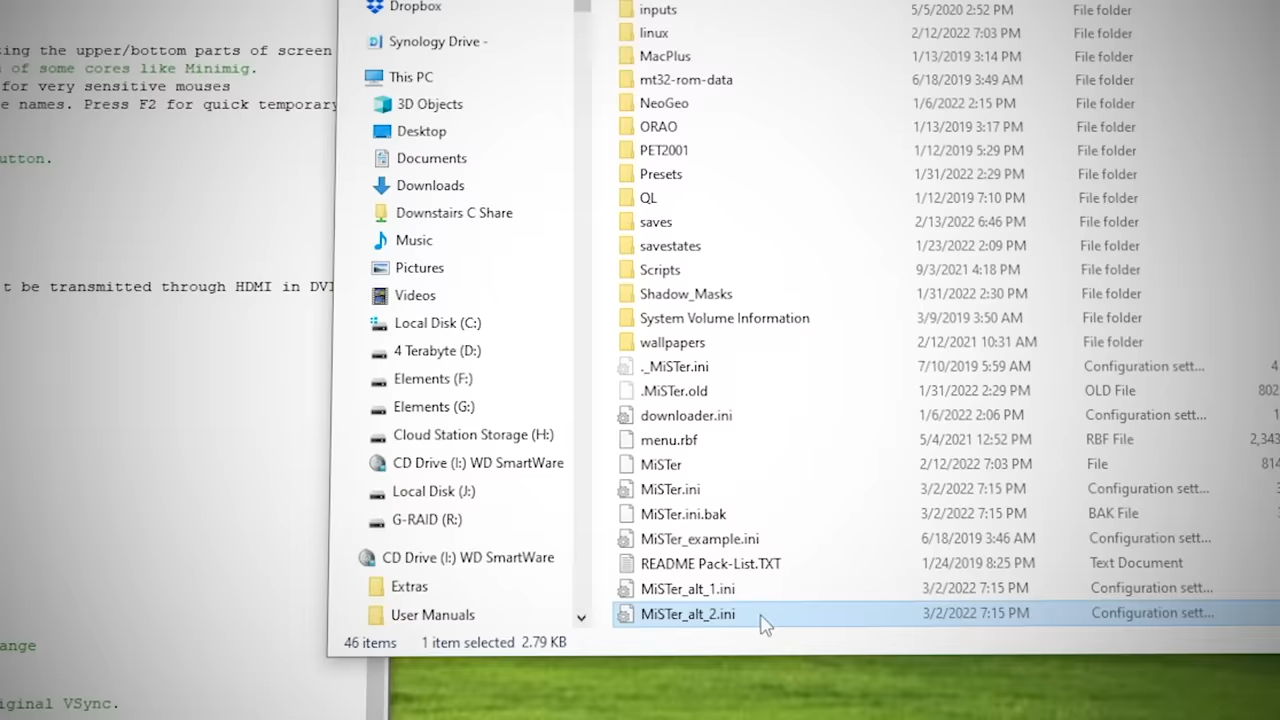 ing the upper/bottom parts of screen
of some cores like Minimig.
for very sensitive mouses
e names. Press F2 for quick temporary
utton.
t be transmitted through HDMI in DVI
ange
iginal VSync.
Dropbox
Synology Drive -
This PC
3D Objects
Desktop
Documents
Downloads
Downstairs C Share
Music
Pictures
Videos
Local Disk (C:)
4 Terabyte (D:)
Elements (F:)
Elements (G:)
Cloud Station Storage (H:)
CD Drive (I:) WD SmartWare
Local Disk (J:)
G-RAID (R:)
CD Drive (I:) WD SmartWare
Extras
User Manuals
inputs 5/5/2020 2:52 PM File folder
linux 2/12/2022 7:03 PM File folder
MacPlus 1/13/2019 3:14 PM File folder
mt32-rom-data 6/18/2019 3:49 AM File folder
NeoGeo 1/6/2022 2:15 PM File folder
ORAO 1/13/2019 3:17 PM File folder
PET2001 1/12/2019 5:29 PM File folder
Presets 1/31/2022 2:29 PM File folder
QL 1/12/2019 7:10 PM File folder
saves 2/13/2022 6:46 PM File folder
savestates 1/23/2022 2:09 PM File folder
Scripts 9/3/2021 4:18 PM File folder
Shadow_Masks 1/31/2022 2:30 PM File folder
System Volume Information 3/9/2019 3:50 AM File folder
wallpapers 2/12/2021 10:31 AM File folder
._MiSTer.ini 7/10/2019 5:59 AM Configuration sett... 4
.MiSTer.old 1/31/2022 2:29 PM OLD File 802
downloader.ini 1/6/2022 2:06 PM Configuration sett... 1
menu.rbf 5/4/2021 12:52 PM RBF File 2,343
MiSTer 2/12/2022 7:03 PM File 814
MiSTer.ini 3/2/2022 7:15 PM Configuration sett...
MiSTer.ini.bak 3/2/2022 7:15 PM BAK File
MiSTer_example.ini 6/18/2019 3:46 AM Configuration sett...
README Pack-List.TXT 1/24/2019 8:25 PM Text Document
MiSTer_alt_1.ini 3/2/2022 7:15 PM Configuration sett...
MiSTer_alt_2.ini 3/2/2022 7:15 PM Configuration sett...
46 items 1 item selected 2.79 KB